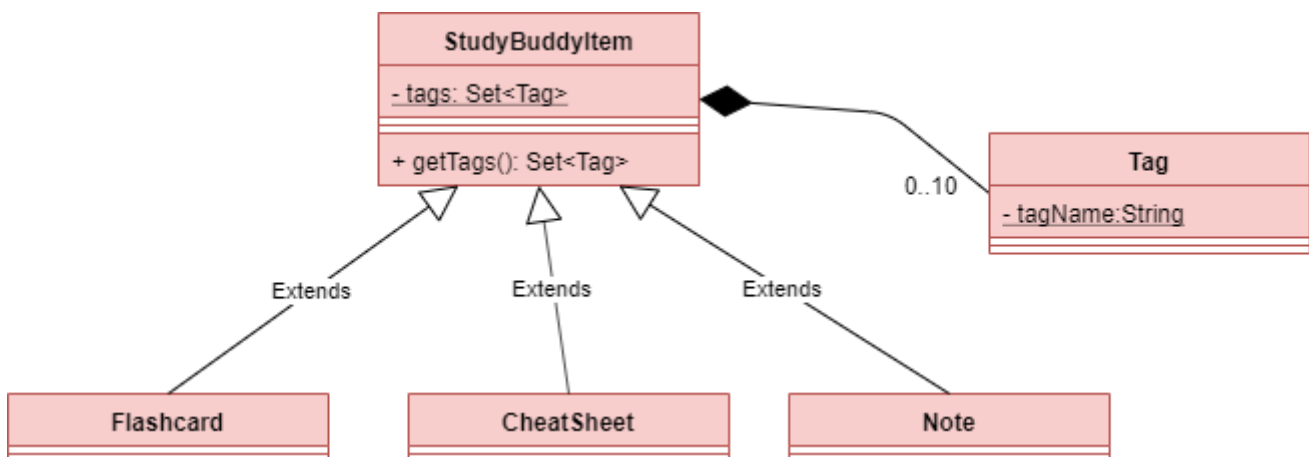 StudyBuddyItem
- tags: Set<Tag>
+ getTags(): Set<Tag>
Tag
- tagName:String
0..10
Extends
Extends
Extends
Flashcard
CheatSheet
Note